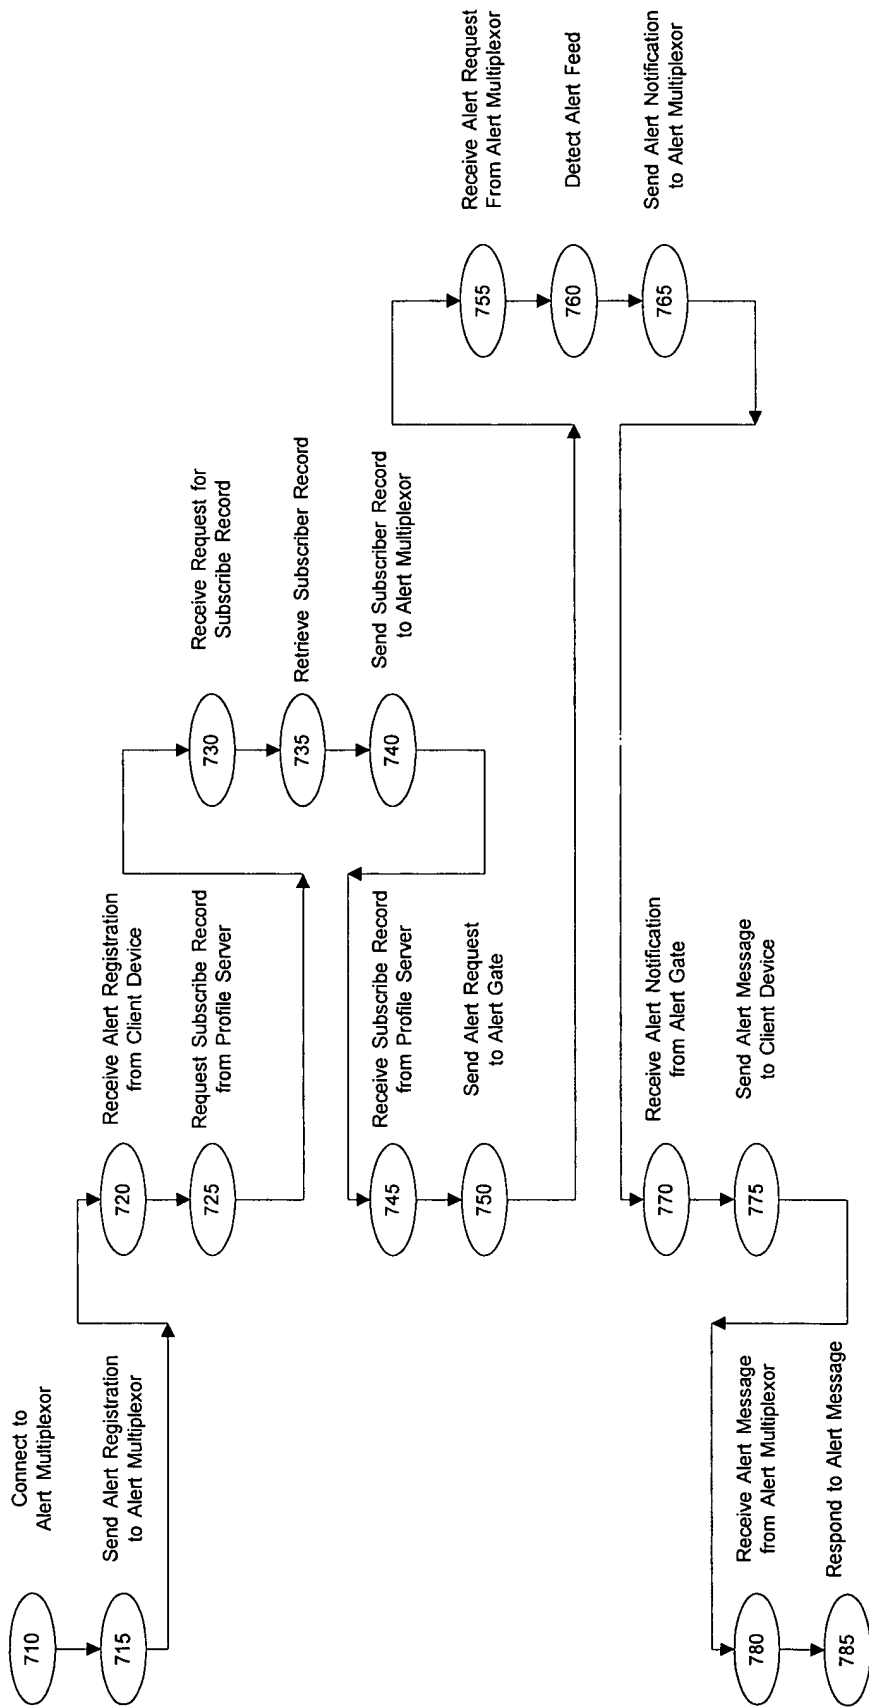 710
Connect to
Alert Multiplexor
715
Send Alert Registration
to Alert Multiplexor
720
Receive Alert Registration
from Client Device
725
Request Subscribe Record
from Profile Server
730
Receive Request for
Subscribe Record
735
Retrieve Subscriber Record
740
Send Subscriber Record
to Alert Multiplexor
745
Receive Subscribe Record
from Profile Server
750
Send Alert Request
to Alert Gate
755
Receive Alert Request
From Alert Multiplexor
760
Detect Alert Feed
765
Send Alert Notification
to Alert Multiplexor
770
Receive Alert Notification
from Alert Gate
775
Send Alert Message
to Client Device
780
Receive Alert Message
from Alert Multiplexor
785
Respond to Alert Message